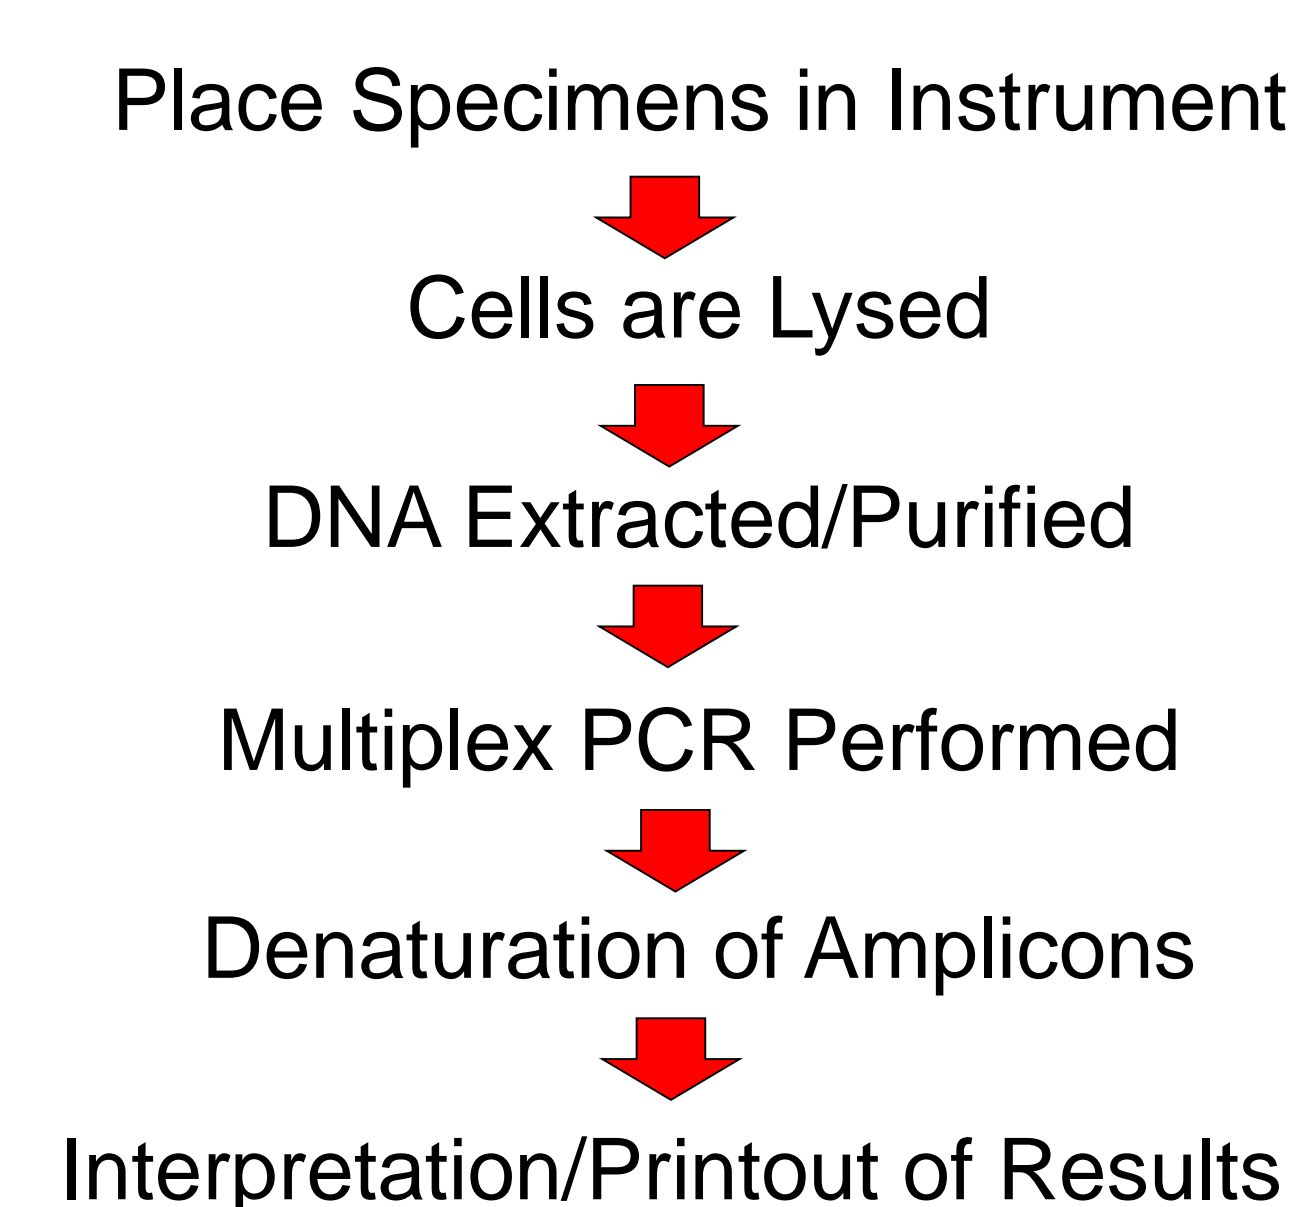 Place Specimens in Instrument
Cells are Lysed
DNA Extracted/Purified
Multiplex PCR Performed
Denaturation of Amplicons
Interpretation/Printout of Results